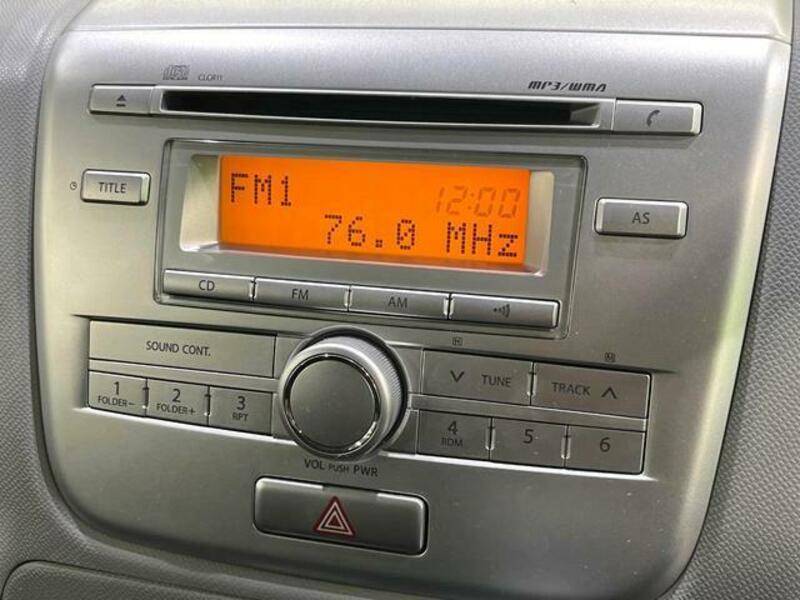 CLCR11
MP3/WMA
TITLE
FM1
12:00
76.0 MHz
AS
CD
FM
AM
SOUND CONT.
TUNE
TRACK
1
FOLDER−
2
FOLDER+
3
RPT
4
RDM
5
6
VOL PUSH PWR